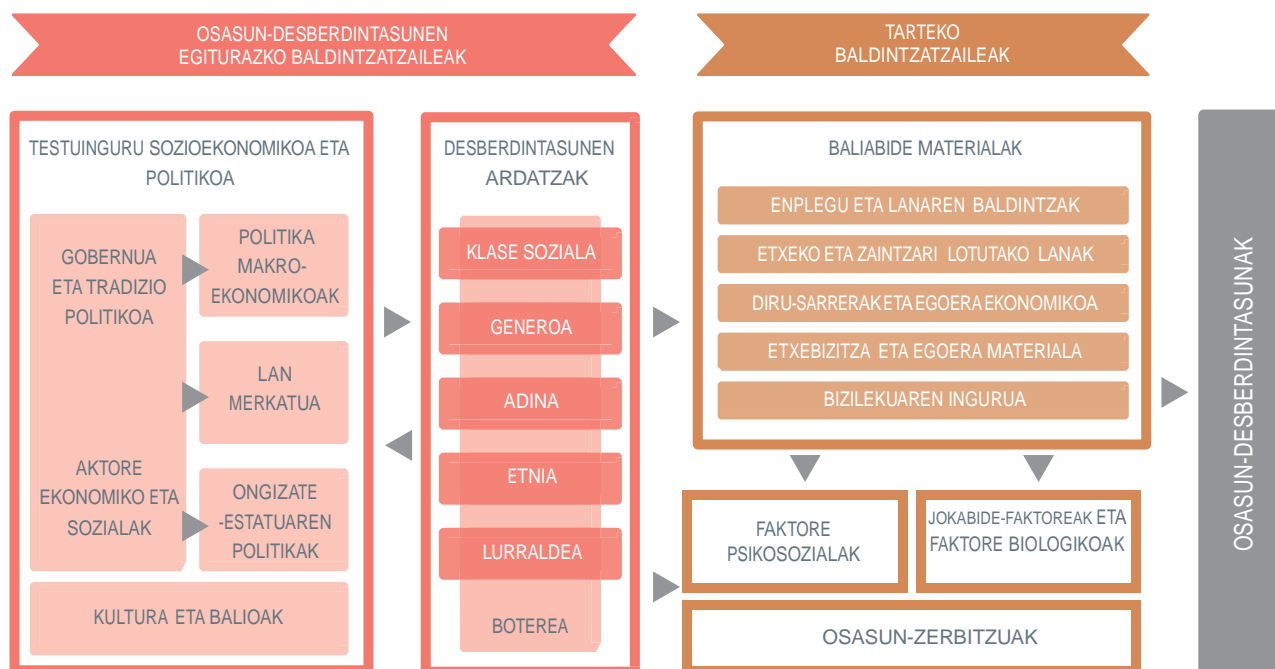 OSASUN-DESBERDINTASUNEN
EGITURAZKO BALDINTZATZAILEAK
TARTEKO
BALDINTZATZAILEAK
TESTUINGURU SOZIOEKONOMIKOA ETA
POLITIKOA
GOBERNUA
ETA TRADIZIO
POLITIKOA
AKTORE
EKONOMIKO ETA
SOZIALAK
POLITIKA
MAKRO-
EKONOMIKOAK
LAN
MERKATUA
ONGIZATE
-ESTATUAREN
POLITIKAK
KULTURA ETA BALIOAK
DESBERDINTASUNEN
ARDATZAK
KLASE SOZIALA
GENEROA
ADINA
ETNIA
LURRALDEA
BOTEREA
BALIABIDE MATERIALAK
ENPLEGU ETA LANAREN BALDINTZAK
ETXEKO ETA ZAINTZARI LOTUTAKO LANAK
DIRU-SARRERAK ETA EGOERA EKONOMIKOA
ETXEBIZITZA ETA EGOERA MATERIALA
BIZILEKUAREN INGURUA
FAKTORE
PSIKOSOZIALAK
JOKABIDE-FAKTOREAK ETA
FAKTORE BIOLOGIKOAK
OSASUN-ZERBITZUAK
OSASUN-DESBERDINTASUNAK